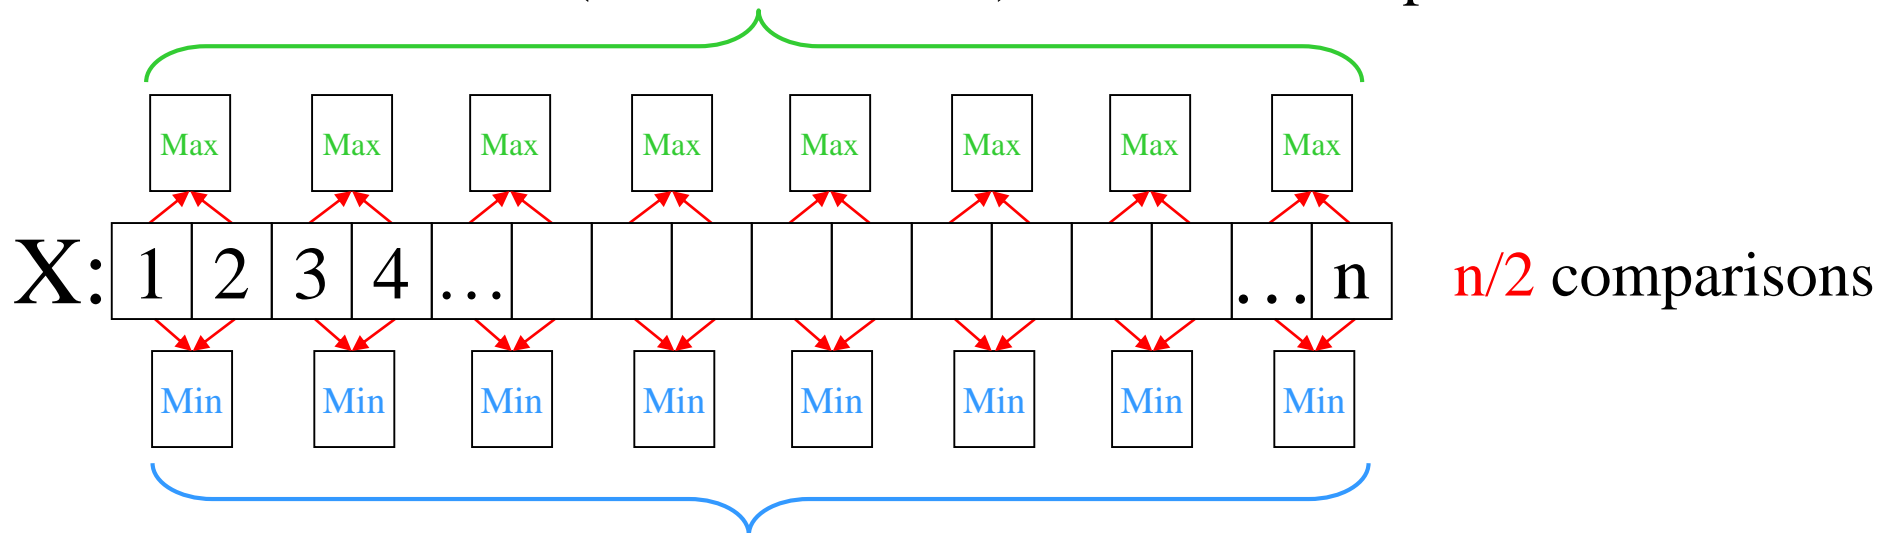 Max Max Max Max Max Max Max Max
X: 1 2 3 4 … … n n/2 comparisons
Min Min Min Min Min Min Min Min